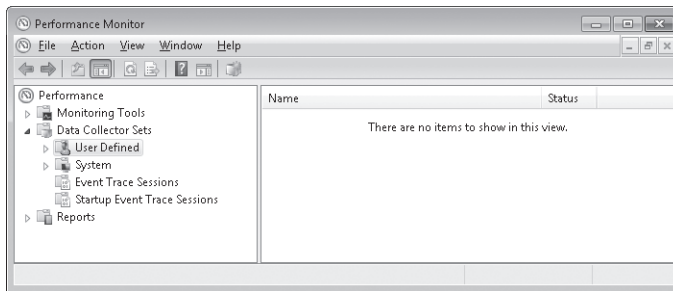 Performance Monitor
File Action View Window Help
Performance
Monitoring Tools
Data Collector Sets
User Defined
System
Event Trace Sessions
Startup Event Trace Sessions
Reports
Name Status
There are no items to show in this view.